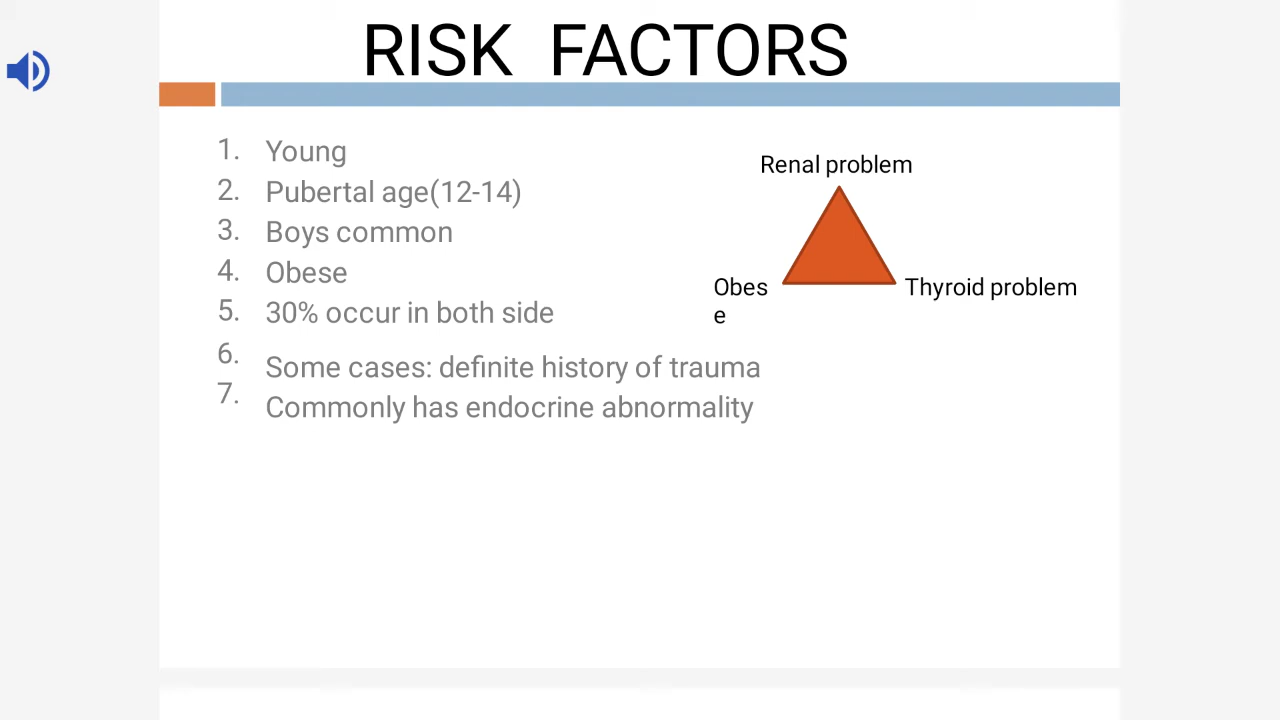 RISK FACTORS
1. Young
2. Pubertal age(12-14)
3. Boys common
4. Obese
5. 30% occur in both side
6. Some cases: definite history of trauma
7. Commonly has endocrine abnormality
Renal problem
Obes
e
Thyroid problem